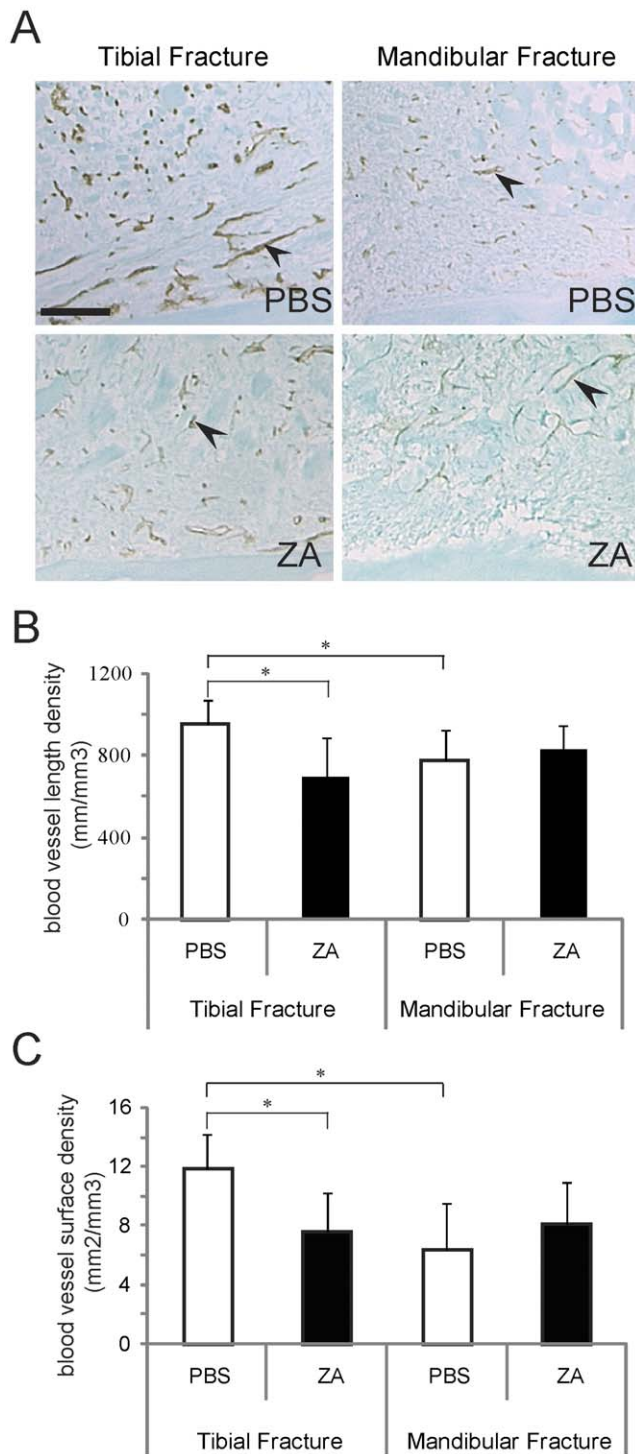 A
Tibial Fracture Mandibular Fracture
PBS PBS
ZA ZA
B
blood vessel length density
(mm/mm3)
1200
800
400
0
*
*
PBS ZA PBS ZA
Tibial Fracture Mandibular Fracture
C
blood vessel surface density
(mm2/mm3)
16
12
8
4
0
*
*
PBS ZA PBS ZA
Tibial Fracture Mandibular Fracture